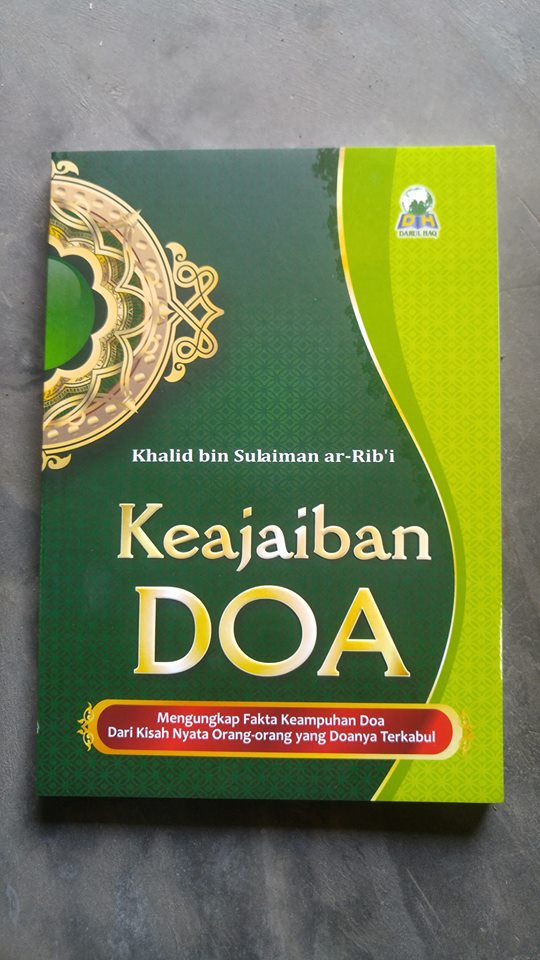 DH
DARUL HAQ
Khalid bin Sulaiman ar-Rib'i
Keajaiban
DOA
Mengungkap Fakta Keampuhan Doa
Dari Kisah Nyata Orang-orang yang Doanya Terkabul